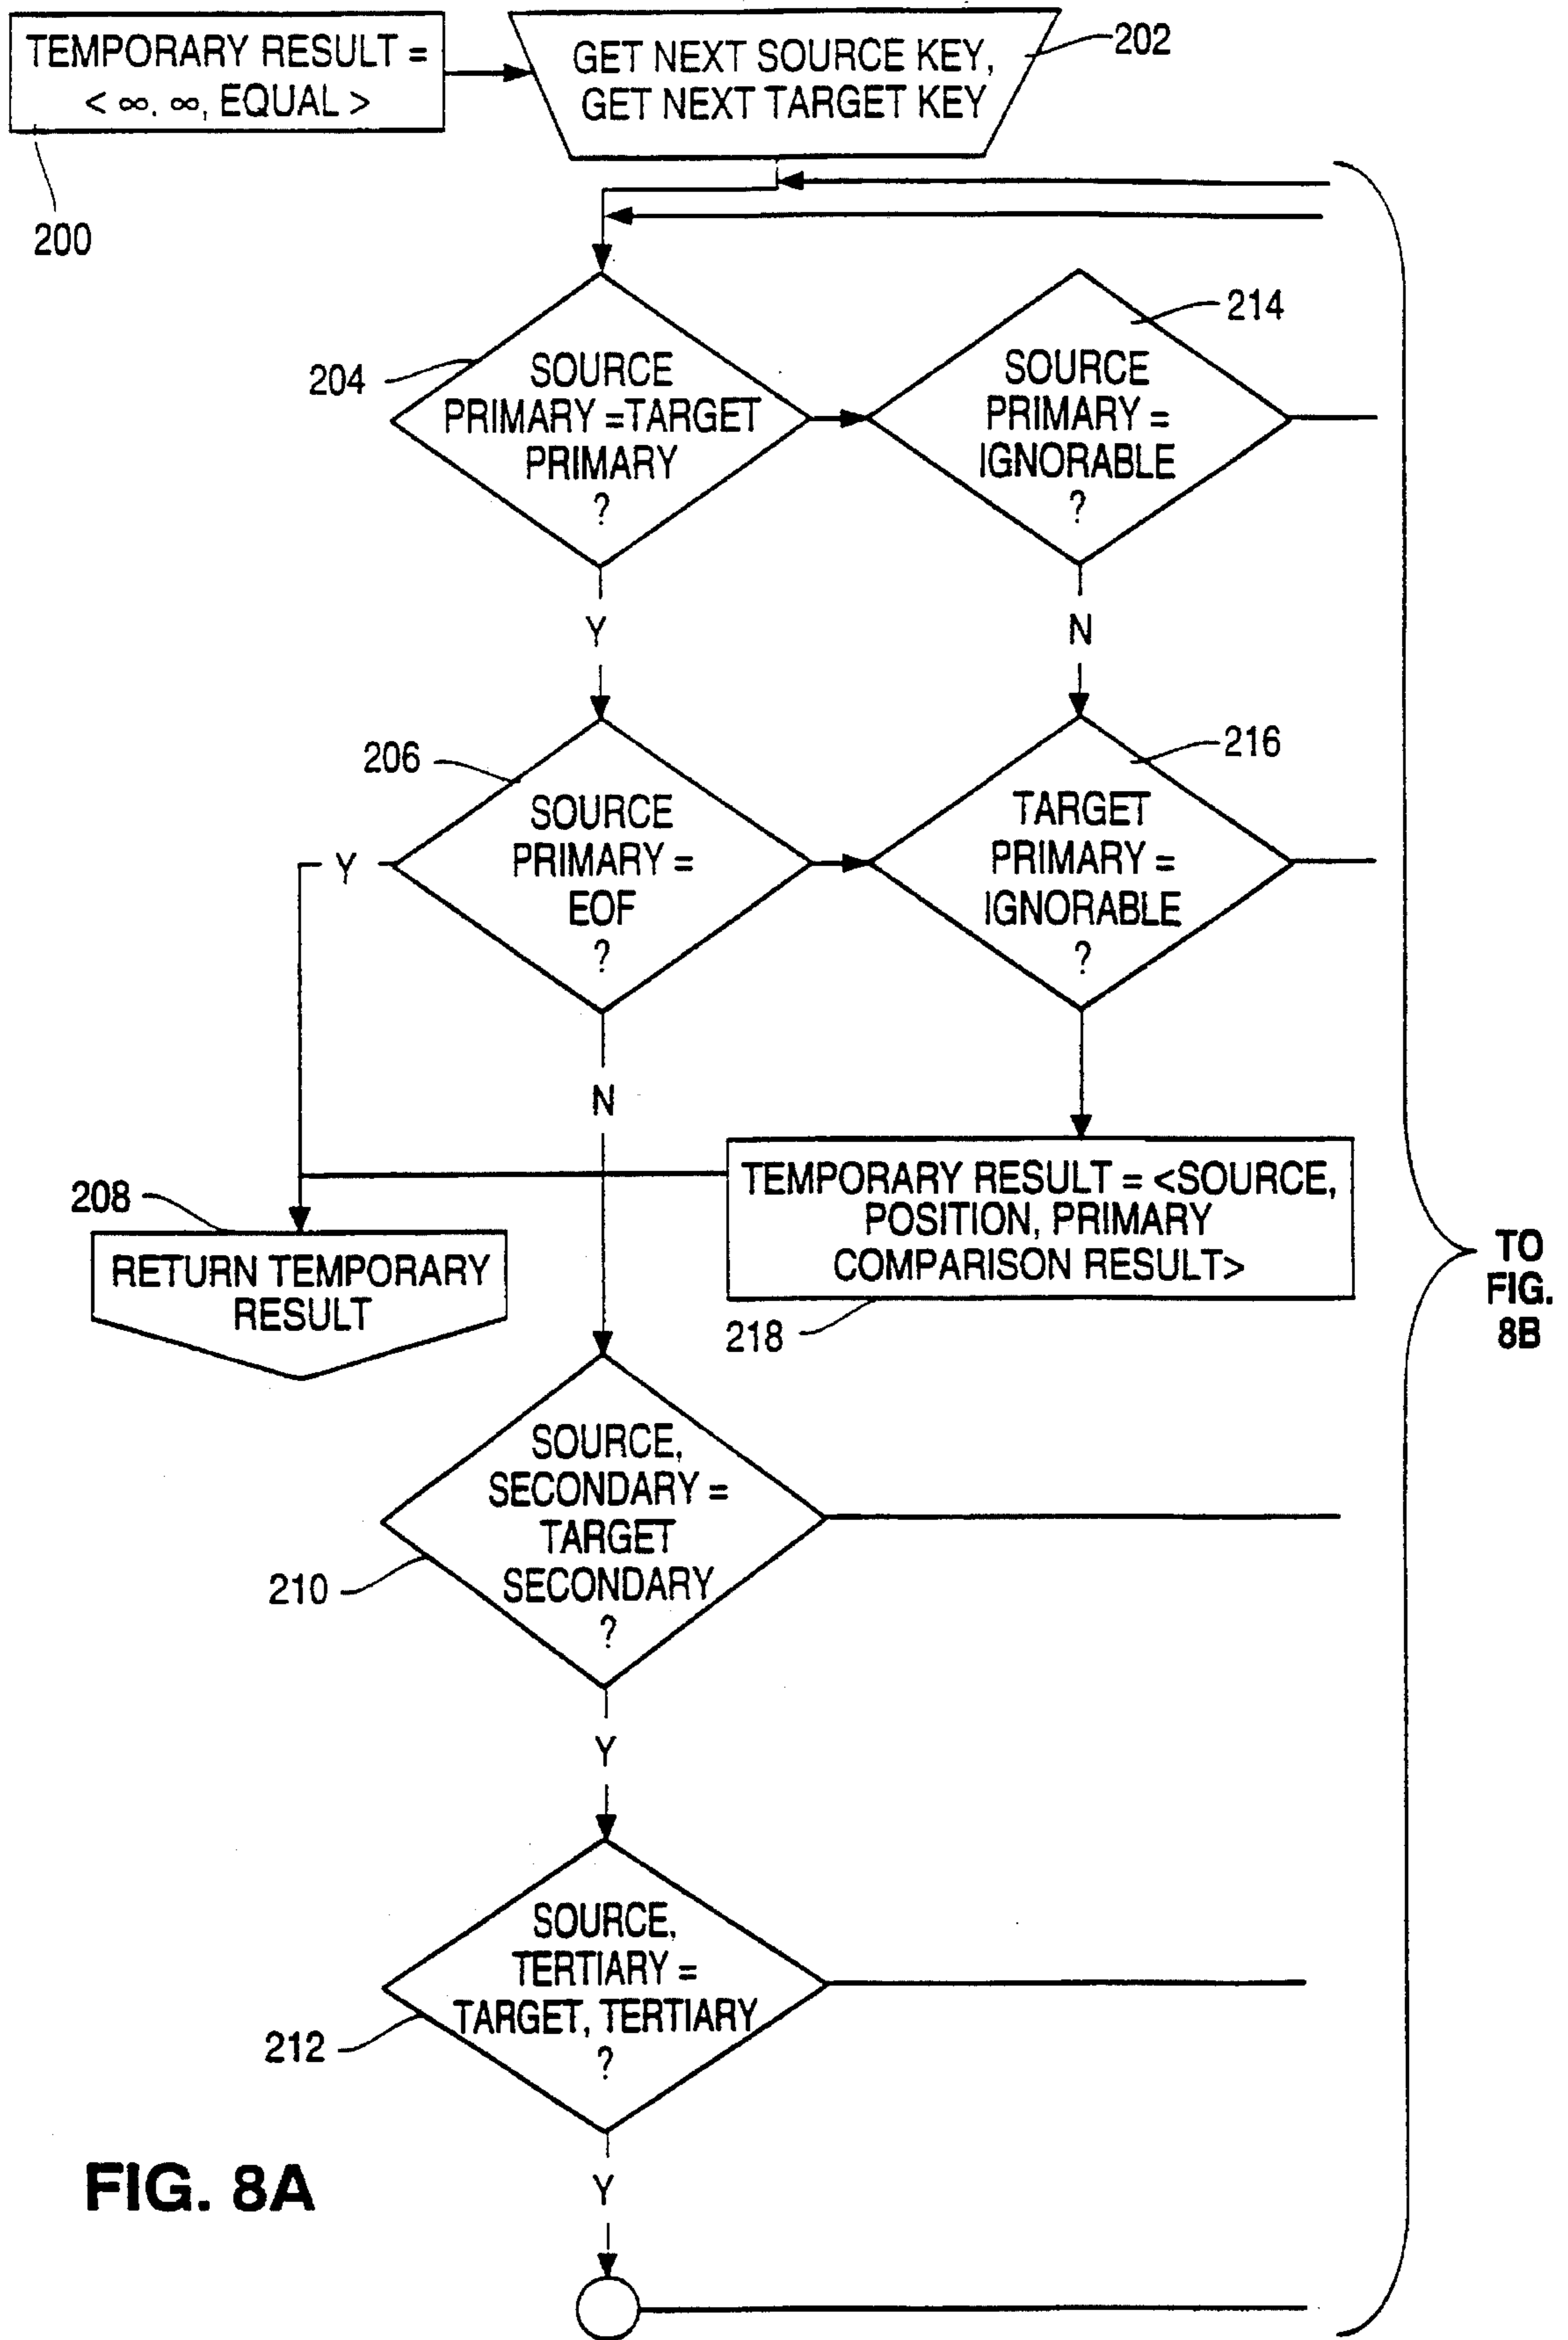 TEMPORARY RESULT =
< ∞. ∞, EQUAL >
200
GET NEXT SOURCE KEY,
GET NEXT TARGET KEY
202
204
SOURCE
PRIMARY =TARGET
PRIMARY
?
214
SOURCE
PRIMARY =
IGNORABLE
?
Y
N
206
SOURCE
PRIMARY =
EOF
?
Y
216
TARGET
PRIMARY =
IGNORABLE
?
N
208
RETURN TEMPORARY
RESULT
TEMPORARY RESULT = <SOURCE,
POSITION, PRIMARY
COMPARISON RESULT>
218
TO
FIG.
8B
SOURCE,
SECONDARY =
TARGET
SECONDARY
?
210
Y
SOURCE,
TERTIARY =
TARGET, TERTIARY
?
212
Y
FIG. 8A